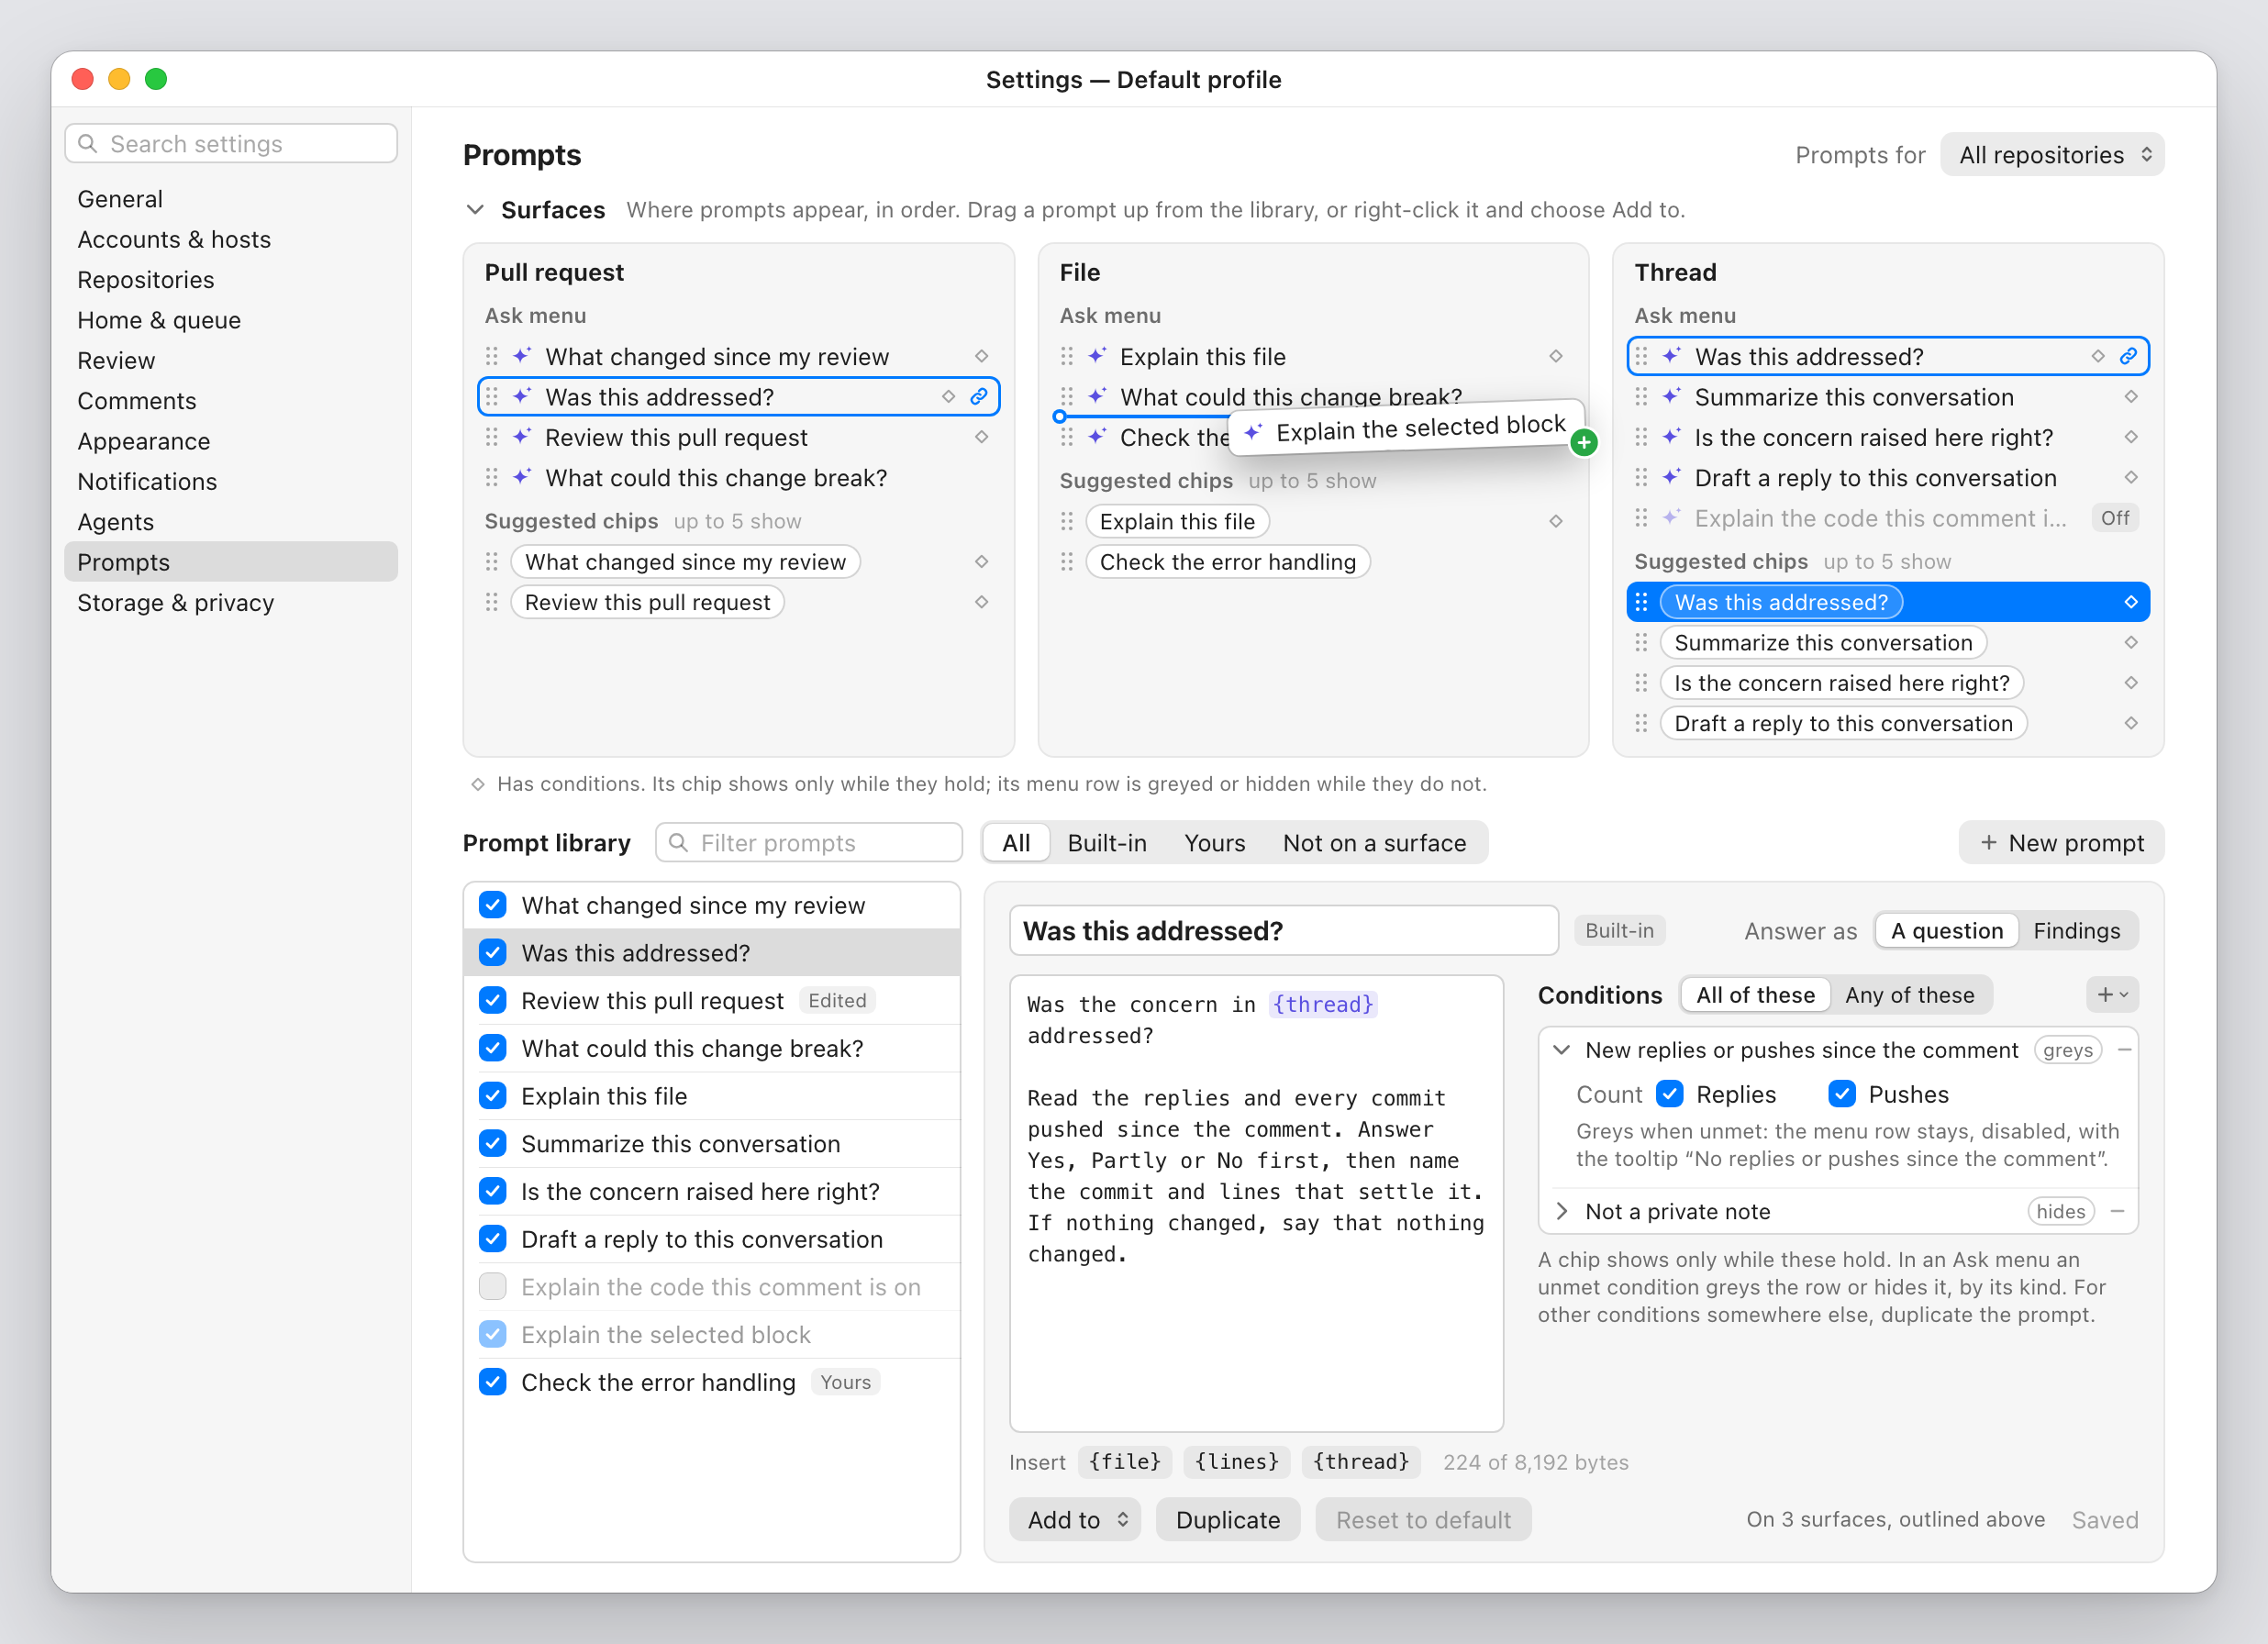 Settings — Default profile
Search settings
General
Accounts & hosts
Repositories
Home & queue
Review
Comments
Appearance
Notifications
Agents
Prompts
Storage & privacy
Prompts
Prompts for All repositories
Surfaces Where prompts appear, in order. Drag a prompt up from the library, or right-click it and choose Add to.
Pull request
Ask menu
What changed since my review
Was this addressed?
Review this pull request
What could this change break?
Suggested chips up to 5 show
What changed since my review
Review this pull request
File
Ask menu
Explain this file
What could this change break?
Check the
Explain the selected block
Suggested chips up to 5 show
Explain this file
Check the error handling
Thread
Ask menu
Was this addressed?
Summarize this conversation
Is the concern raised here right?
Draft a reply to this conversation
Explain the code this comment i... Off
Suggested chips up to 5 show
Was this addressed?
Summarize this conversation
Is the concern raised here right?
Draft a reply to this conversation
Has conditions. Its chip shows only while they hold; its menu row is greyed or hidden while they do not.
Prompt library Filter prompts All Built-in Yours Not on a surface + New prompt
What changed since my review
Was this addressed?
Review this pull request Edited
What could this change break?
Explain this file
Summarize this conversation
Is the concern raised here right?
Draft a reply to this conversation
Explain the code this comment is on
Explain the selected block
Check the error handling Yours
Was this addressed? Built-in Answer as A question Findings
Was the concern in {thread}
addressed?
Read the replies and every commit
pushed since the comment. Answer
Yes, Partly or No first, then name
the commit and lines that settle it.
If nothing changed, say that nothing
changed.
Conditions All of these Any of these
New replies or pushes since the comment greys
Count Replies Pushes
Greys when unmet: the menu row stays, disabled, with
the tooltip “No replies or pushes since the comment”.
Not a private note hides
A chip shows only while these hold. In an Ask menu an
unmet condition greys the row or hides it, by its kind. For
other conditions somewhere else, duplicate the prompt.
Insert {file} {lines} {thread} 224 of 8,192 bytes
Add to Duplicate Reset to default On 3 surfaces, outlined above Saved